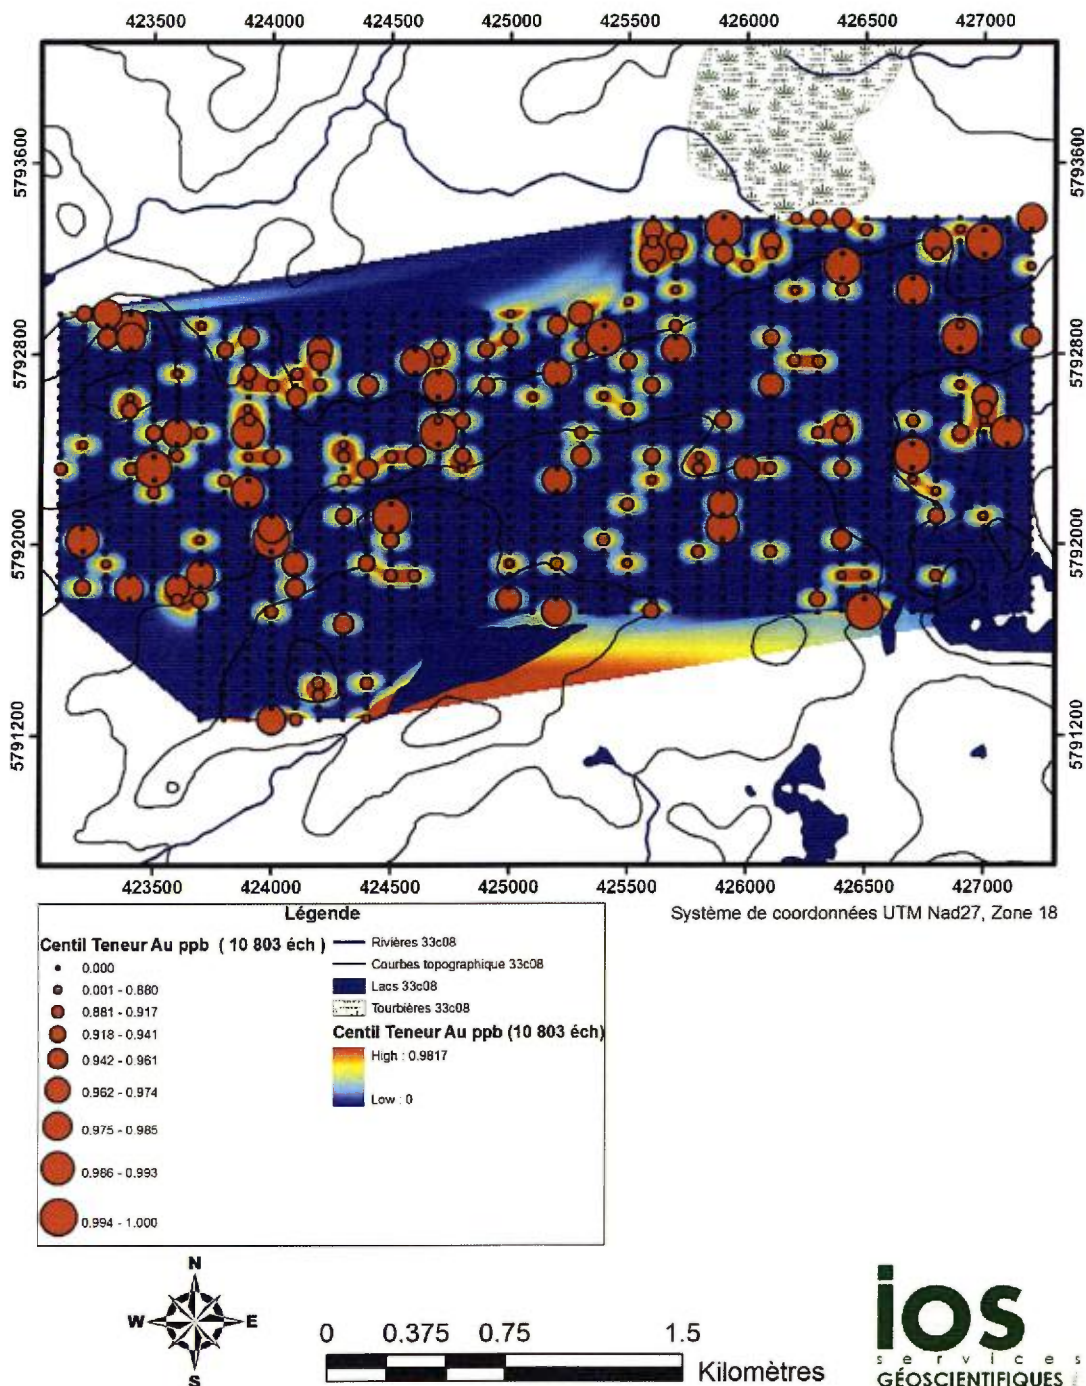 423500 424000 424500 425000 425500 426000 426500 427000
5793600 5793600
5792800 5792800
5792000 5792000
5791200 5791200
423500 424000 424500 425000 425500 426000 426500 427000
Système de coordonnées UTM Nad27, Zone 18
Légende
Centil Teneur Au ppb ( 10 803 éch )
0.000
0.001 - 0.880
0.881 - 0.917
0.918 - 0.941
0.942 - 0.961
0.962 - 0.974
0.975 - 0.985
0.986 - 0.993
0.994 - 1.000
Rivières 33c08
Courbes topographique 33c08
Lacs 33c08
Tourbières 33c08
Centil Teneur Au ppb (10 803 éch)
High : 0.9817
Low : 0
N
W E
S
0 0.375 0.75 1.5
Kilomètres
ios
services
GÉOSCIENTIFIQUES